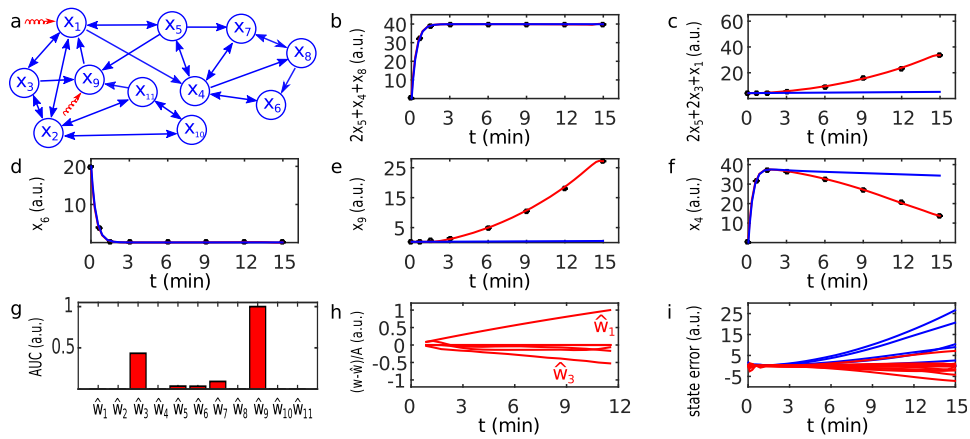 a
x1
x5
x7
x8
x3
x9
x11
x4
x6
x2
x10
b
2x5+x4+x8 (a.u.)
40
30
20
10
0 3 6 9 12 15
t (min)
c
2x5+2x3+x1 (a.u.)
60
40
20
0 3 6 9 12 15
t (min)
d
x6 (a.u.)
20
10
0 3 6 9 12 15
t (min)
e
x9 (a.u.)
25
15
5
0 3 6 9 12 15
t (min)
f
x4 (a.u.)
40
30
20
10
0 3 6 9 12 15
t (min)
g
AUC (a.u.)
1
0.5
ŵ1 ŵ2 ŵ3 ŵ4 ŵ5 ŵ6 ŵ7 ŵ8 ŵ9 ŵ10 ŵ11
h
(w-ŵ)/A (a.u.)
1
0.5
0
-0.5
-1
ŵ1
ŵ3
0 3 6 9 12
t (min)
i
state error (a.u.)
25
15
5
-5
0 3 6 9 12 15
t (min)